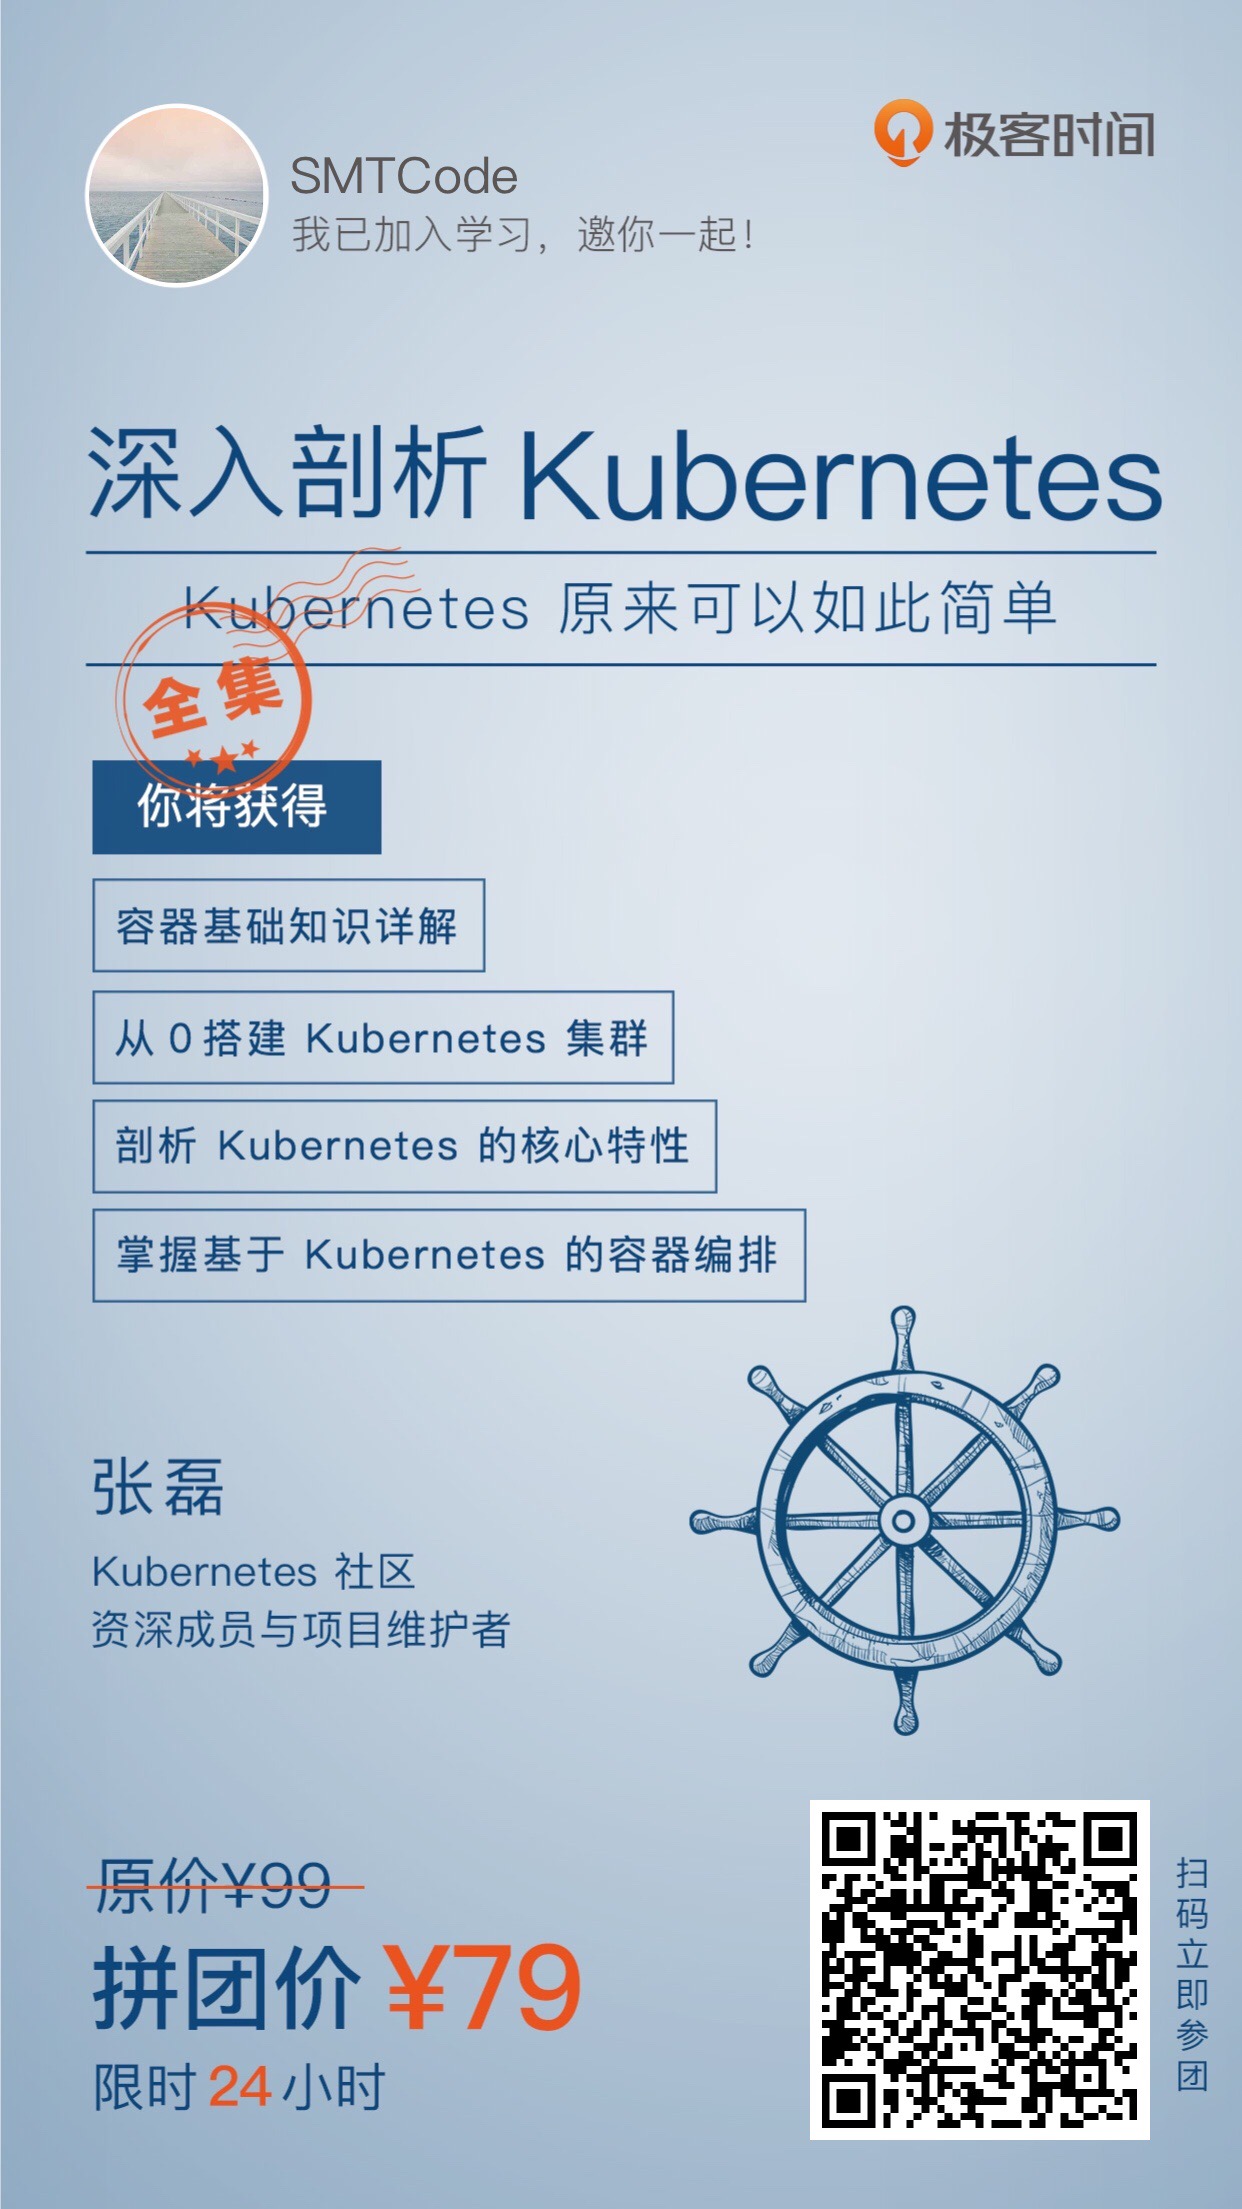 极客时间
SMTCode
我已加入学习，邀你一起！
深入剖析 Kubernetes
Kubernetes 原来可以如此简单
全集
你将获得
容器基础知识详解
从 0 搭建 Kubernetes 集群
剖析 Kubernetes 的核心特性
掌握基于 Kubernetes 的容器编排
张磊
Kubernetes 社区
资深成员与项目维护者
原价¥99
拼团价 ¥79
限时 24 小时
扫码立即参团